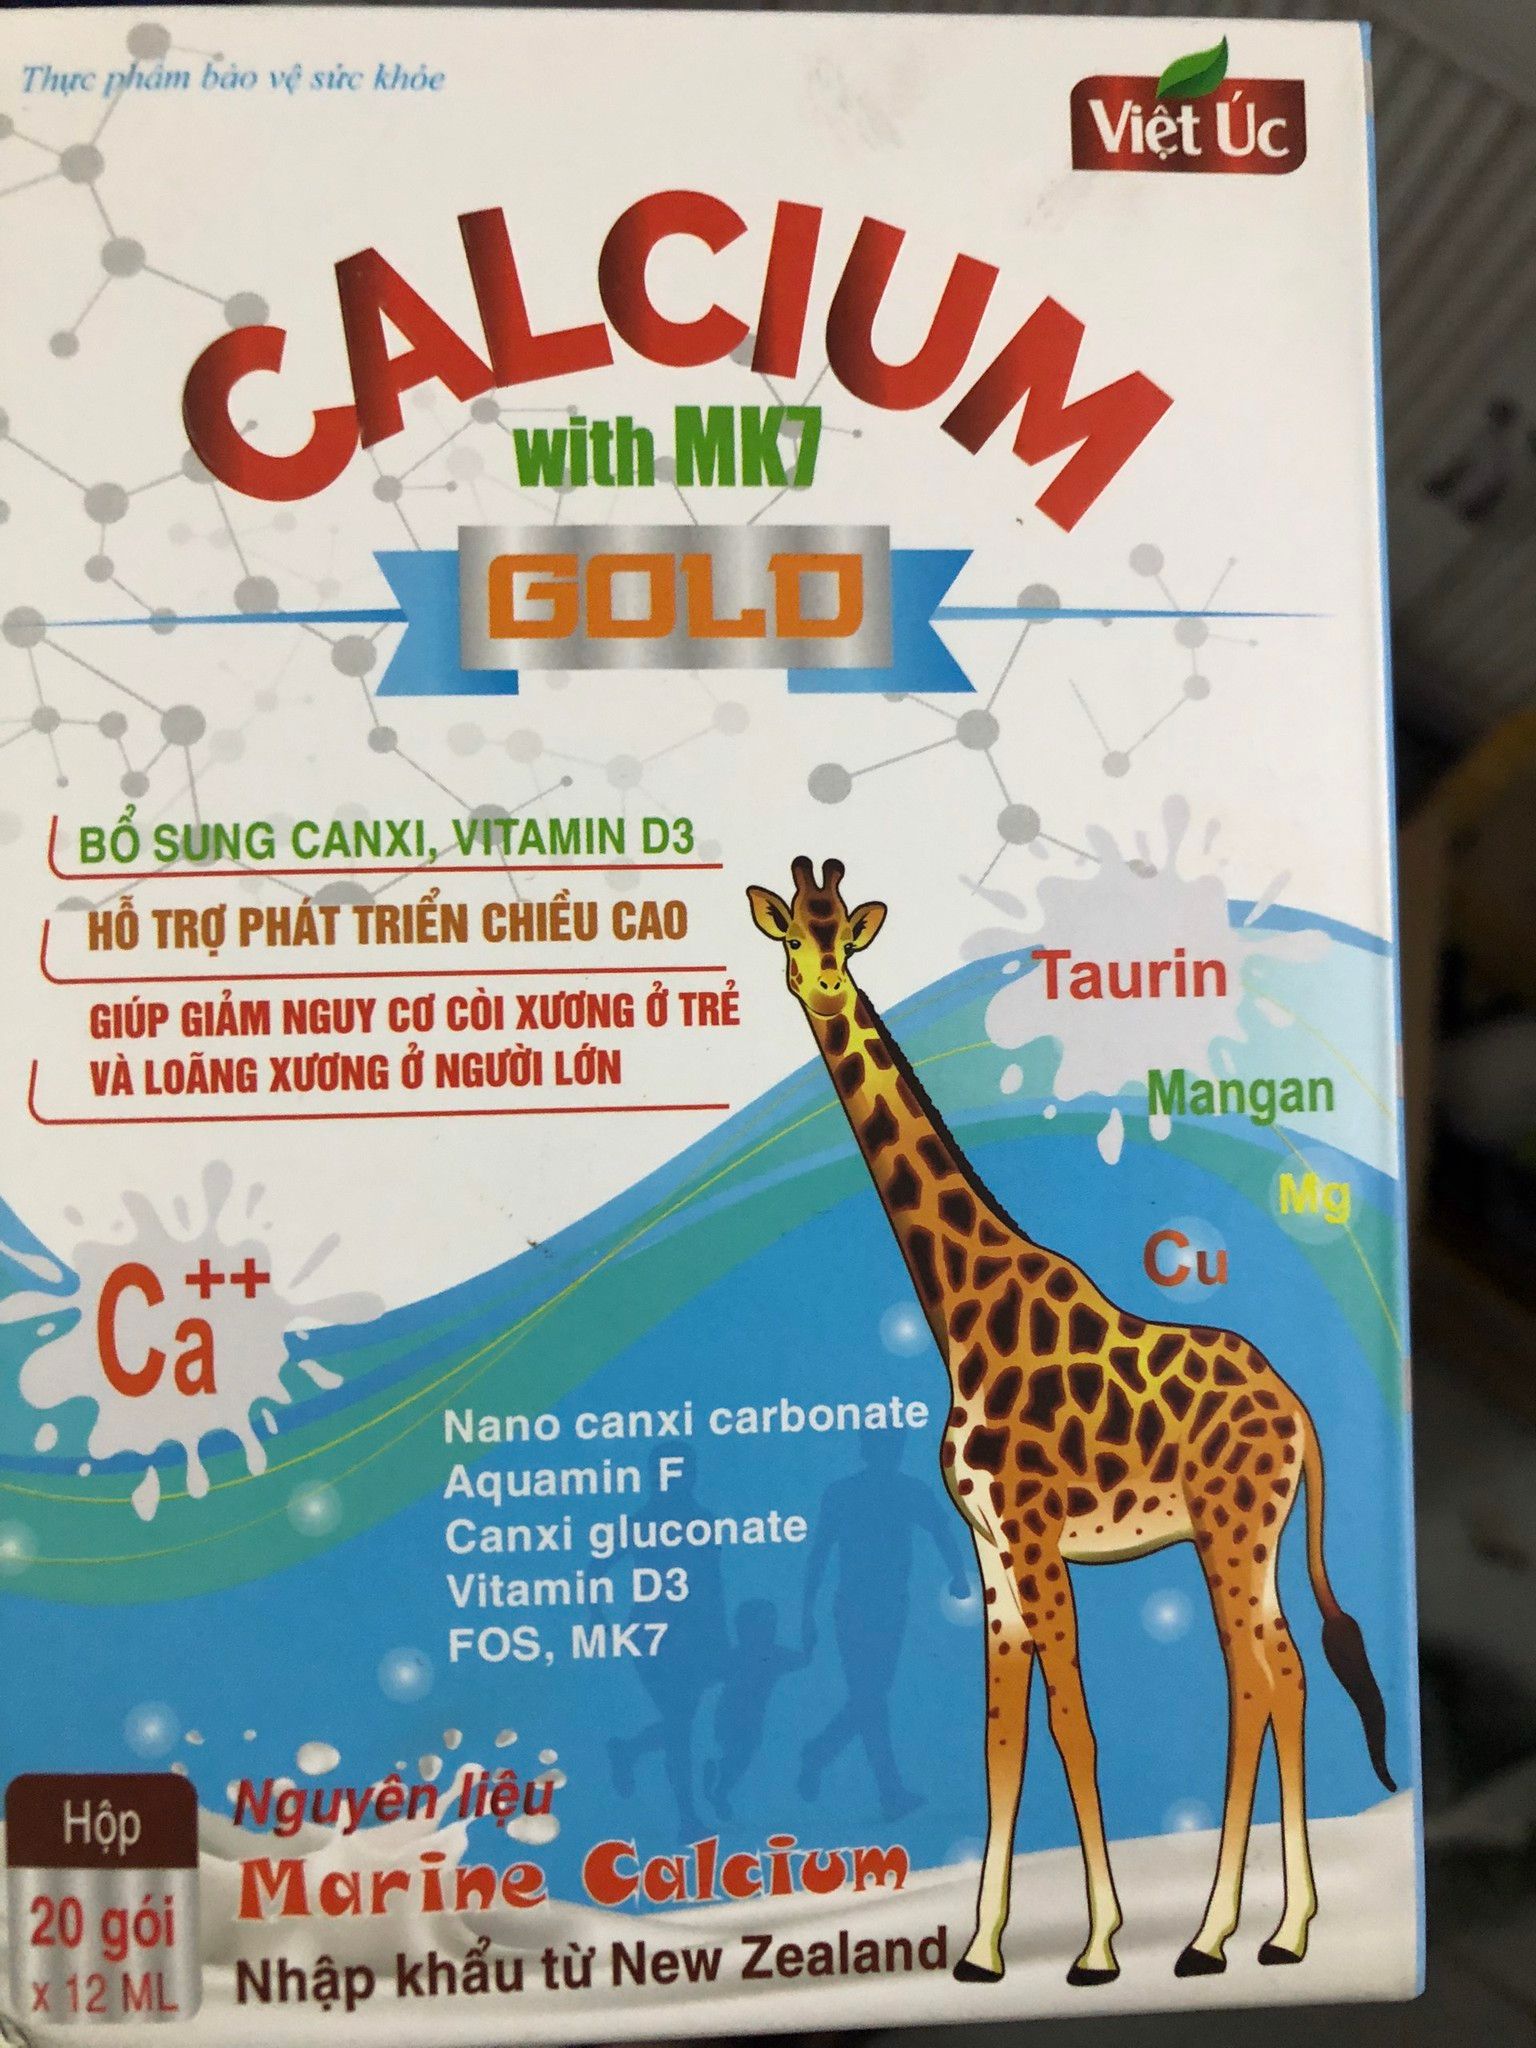 Thực phẩm bảo vệ sức khỏe
Việt Úc
CALCIUM
with MK7
GOLD
BỔ SUNG CANXI, VITAMIN D3
HỖ TRỢ PHÁT TRIỂN CHIỀU CAO
GIÚP GIẢM NGUY CƠ CÒI XƯƠNG Ở TRẺ
VÀ LOÃNG XƯƠNG Ở NGƯỜI LỚN
Taurin
Mangan
Mg
Cu
Ca++
Nano canxi carbonate
Aquamin F
Canxi gluconate
Vitamin D3
FOS, MK7
Nguyên liệu
Marine Calcium
Nhập khẩu từ New Zealand
Hộp
20 gói
x 12 ML